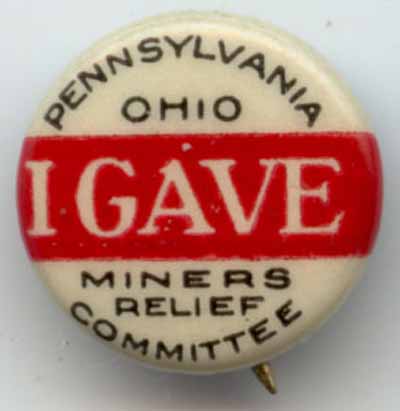 PENNSYLVANIA
OHIO
I GAVE
MINERS
RELIEF
COMMITTEE